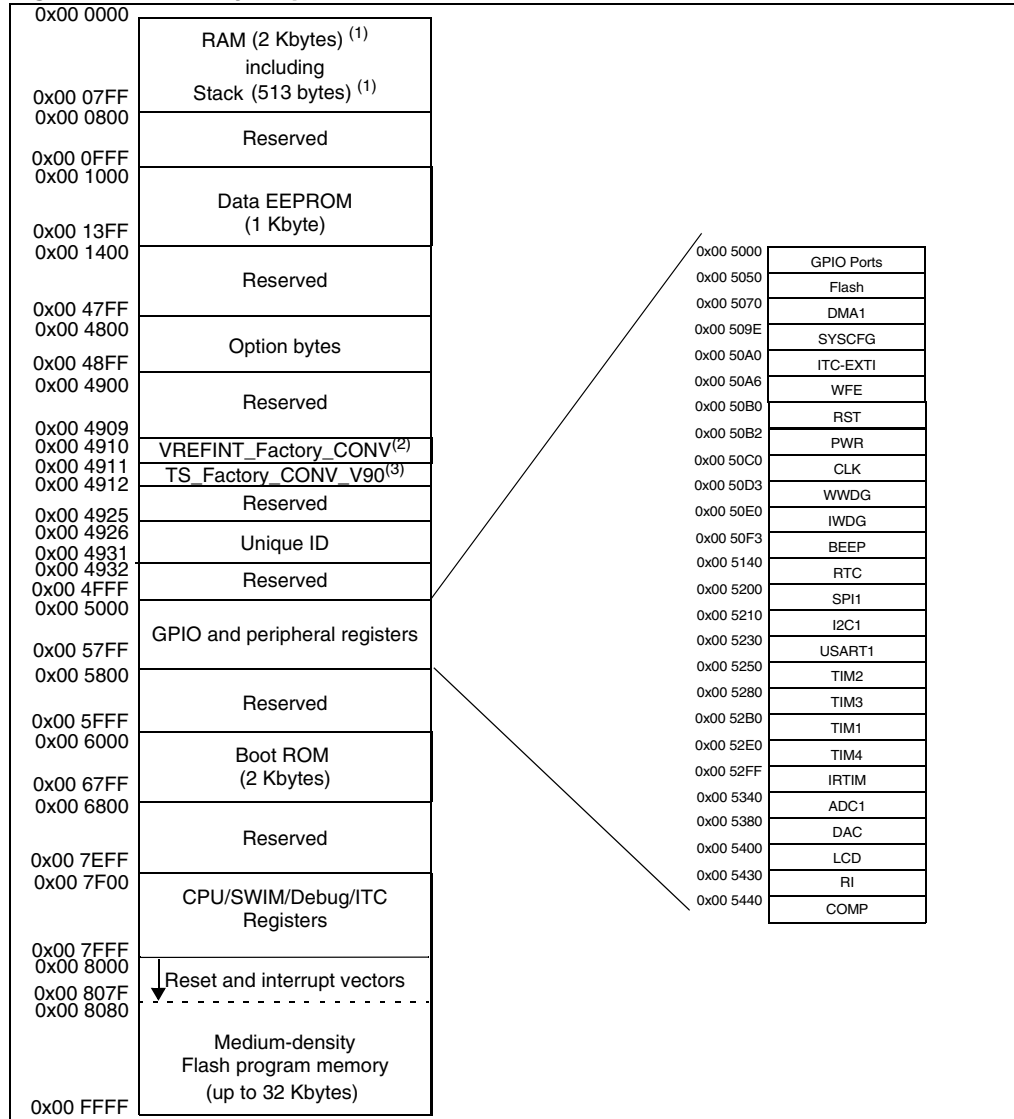 0x00 0000
RAM (2 Kbytes) (1)
including
Stack (513 bytes) (1)
0x00 07FF
0x00 0800
Reserved
0x00 0FFF
0x00 1000
Data EEPROM
(1 Kbyte)
0x00 13FF
0x00 1400
Reserved
0x00 47FF
0x00 4800
Option bytes
0x00 48FF
0x00 4900
Reserved
0x00 4909
0x00 4910
VREFINT_Factory_CONV(2)
0x00 4911
TS_Factory_CONV_V90(3)
0x00 4912
Reserved
0x00 4925
0x00 4926
Unique ID
0x00 4931
0x00 4932
Reserved
0x00 4FFF
0x00 5000
GPIO and peripheral registers
0x00 57FF
0x00 5800
Reserved
0x00 5FFF
0x00 6000
Boot ROM
(2 Kbytes)
0x00 67FF
0x00 6800
Reserved
0x00 7EFF
0x00 7F00
CPU/SWIM/Debug/ITC
Registers
0x00 7FFF
0x00 8000
Reset and interrupt vectors
0x00 807F
0x00 8080
Medium-density
Flash program memory
(up to 32 Kbytes)
0x00 FFFF
0x00 5000
GPIO Ports
0x00 5050
Flash
0x00 5070
DMA1
0x00 509E
SYSCFG
0x00 50A0
ITC-EXTI
0x00 50A6
WFE
0x00 50B0
RST
0x00 50B2
PWR
0x00 50C0
CLK
0x00 50D3
WWDG
0x00 50E0
IWDG
0x00 50F3
BEEP
0x00 5140
RTC
0x00 5200
SPI1
0x00 5210
I2C1
0x00 5230
USART1
0x00 5250
TIM2
0x00 5280
TIM3
0x00 52B0
TIM1
0x00 52E0
TIM4
0x00 52FF
IRTIM
0x00 5340
ADC1
0x00 5380
DAC
0x00 5400
LCD
0x00 5430
RI
0x00 5440
COMP